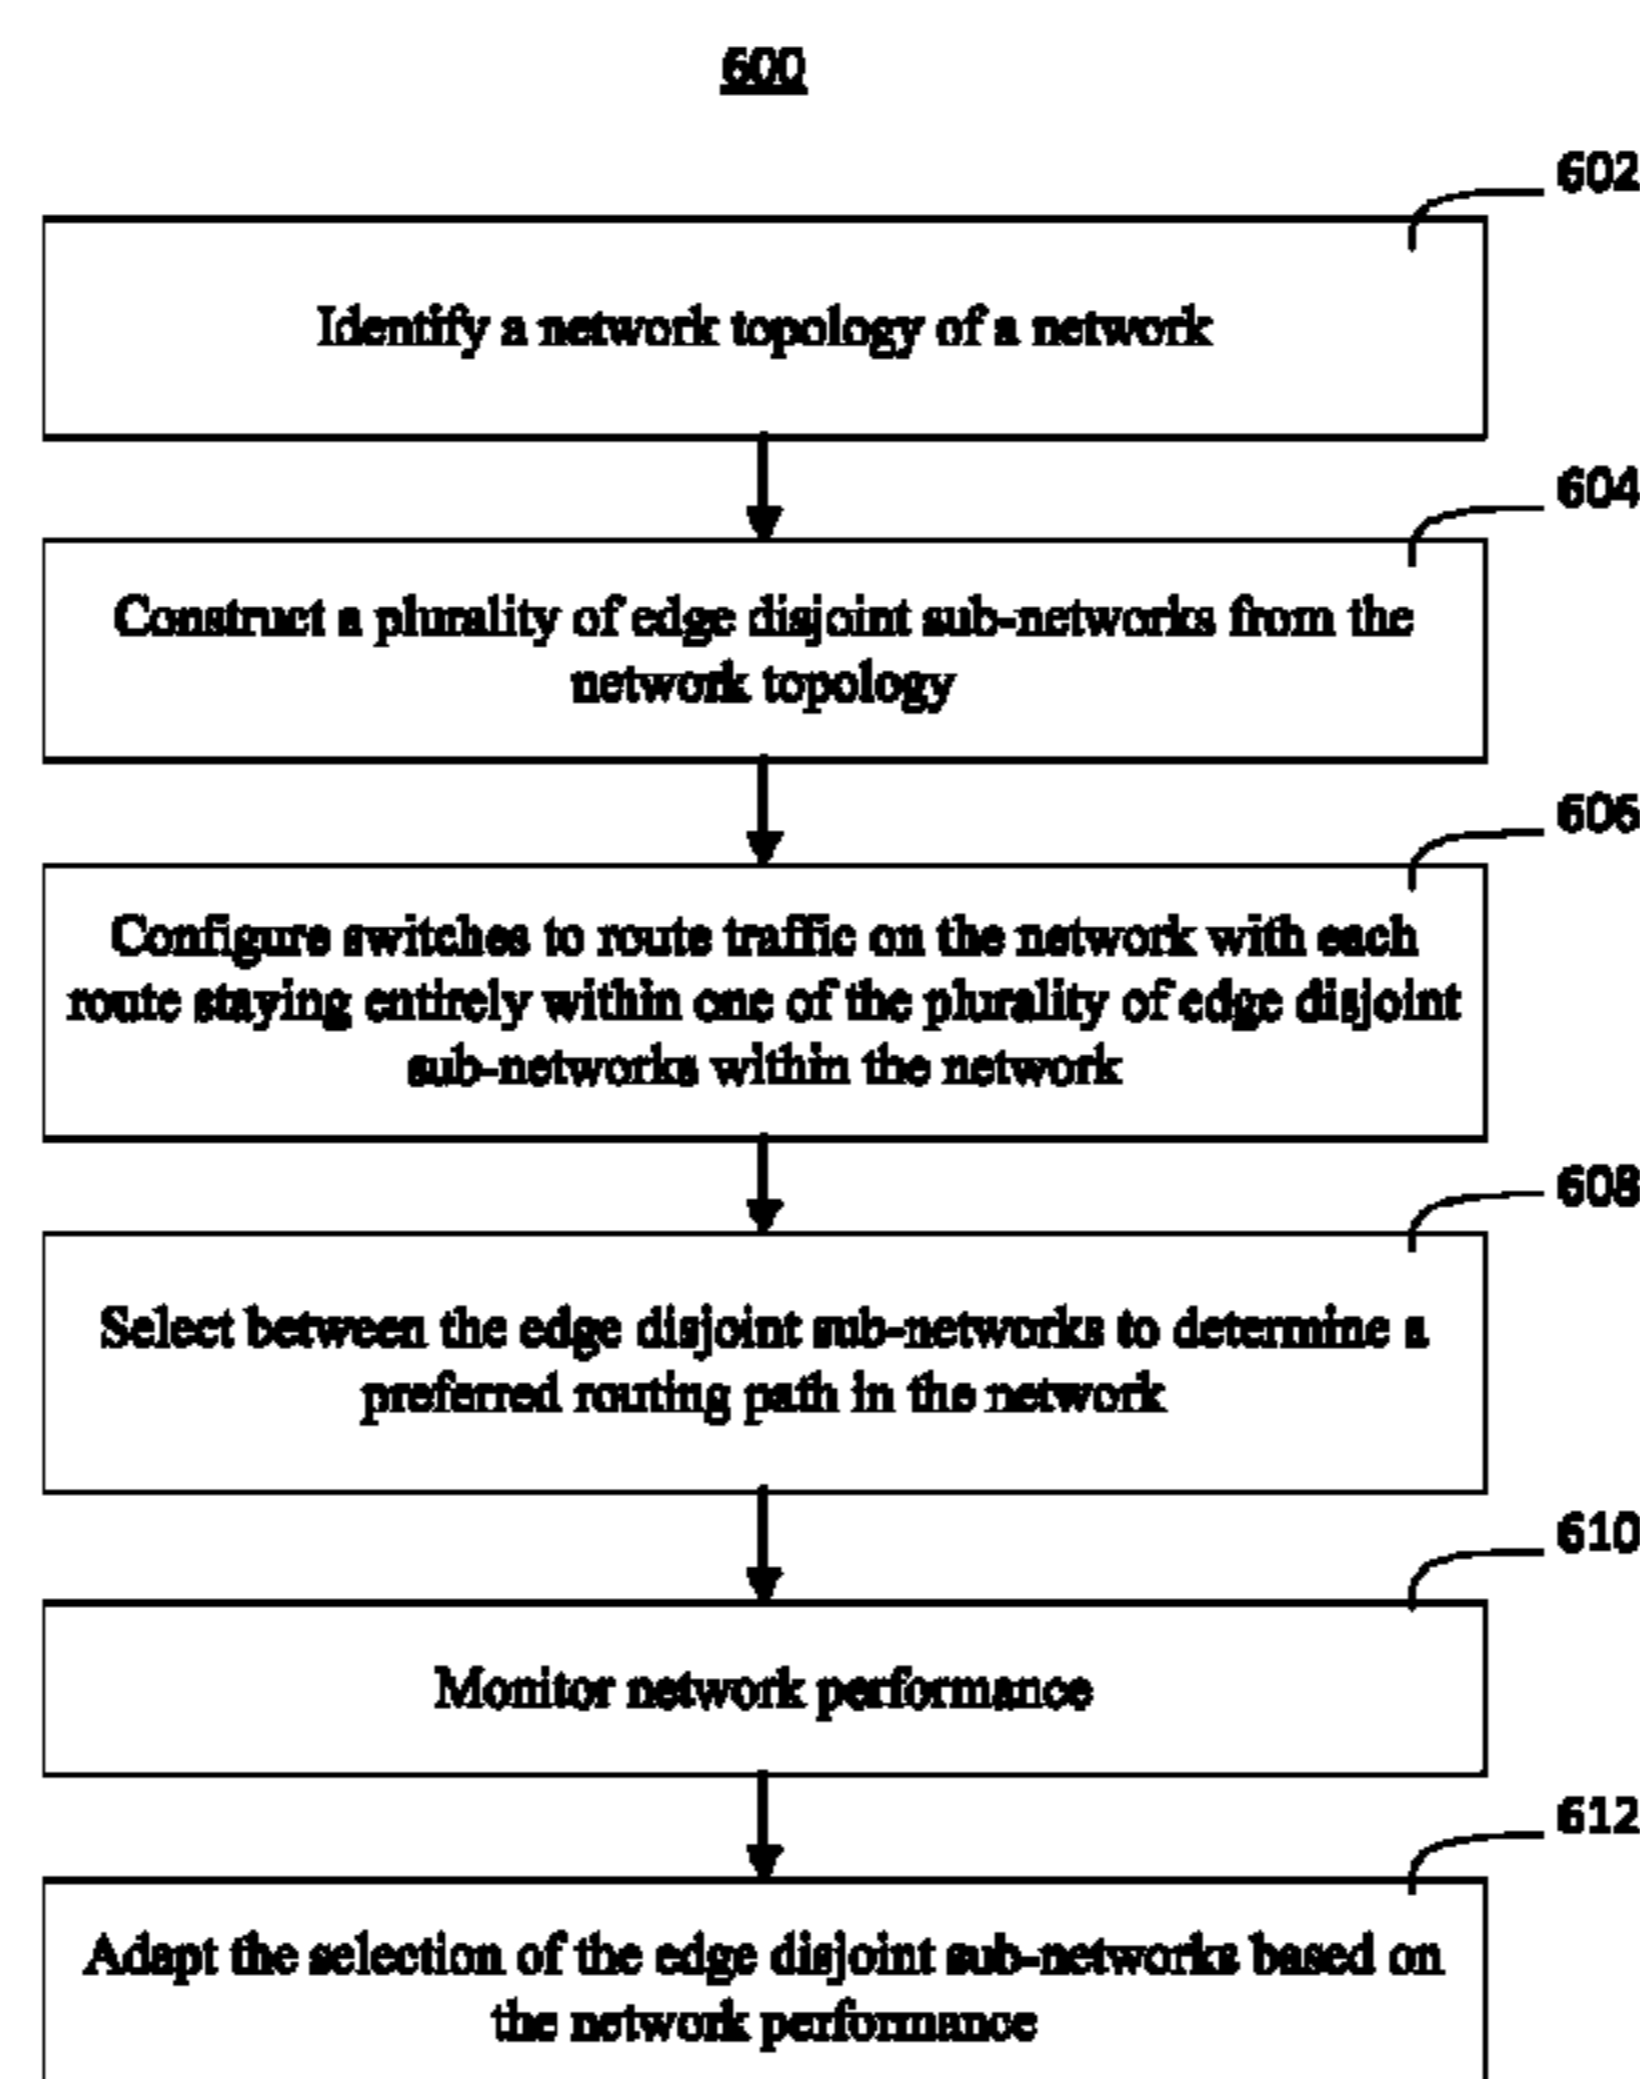 600
602
Identify a network topology of a network
604
Construct a plurality of edge disjoint sub-networks from the
network topology
606
Configure switches to route traffic on the network with each
route staying entirely within one of the plurality of edge disjoint
sub-networks within the network
608
Select between the edge disjoint sub-networks to determine a
preferred routing path in the network
610
Monitor network performance
612
Adapt the selection of the edge disjoint sub-networks based on
the network performance